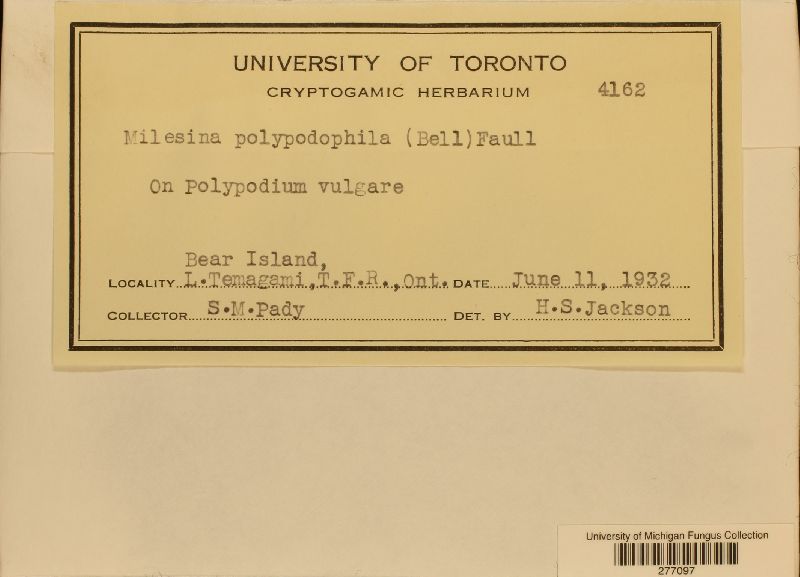 UNIVERSITY OF TORONTO
CRYPTOGAMIC HERBARIUM 4162
Milesina polypodophila (Bell)Faull
On Polypodium vulgare
Bear Island,
LOCALITY L.Temagami,T.F.R.,Ont. DATE June 11, 1932
COLLECTOR S.M.Pady DET. BY H.S.Jackson
University of Michigan Fungus Collection
277097